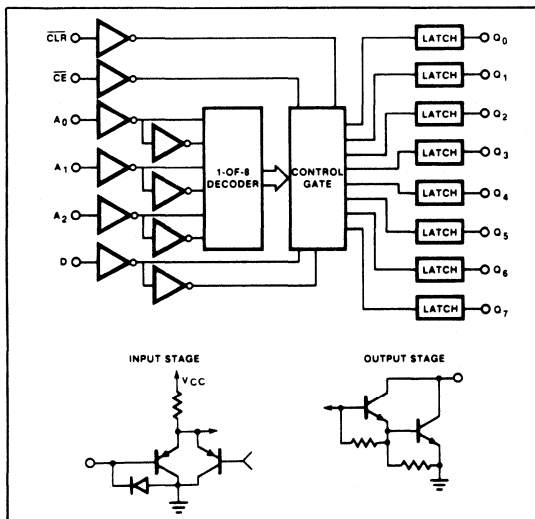 CLR
CE
A0
A1
A2
D
1-OF-8
DECODER
CONTROL
GATE
LATCH Q0
LATCH Q1
LATCH Q2
LATCH Q3
LATCH Q4
LATCH Q5
LATCH Q6
LATCH Q7
INPUT STAGE
VCC
OUTPUT STAGE